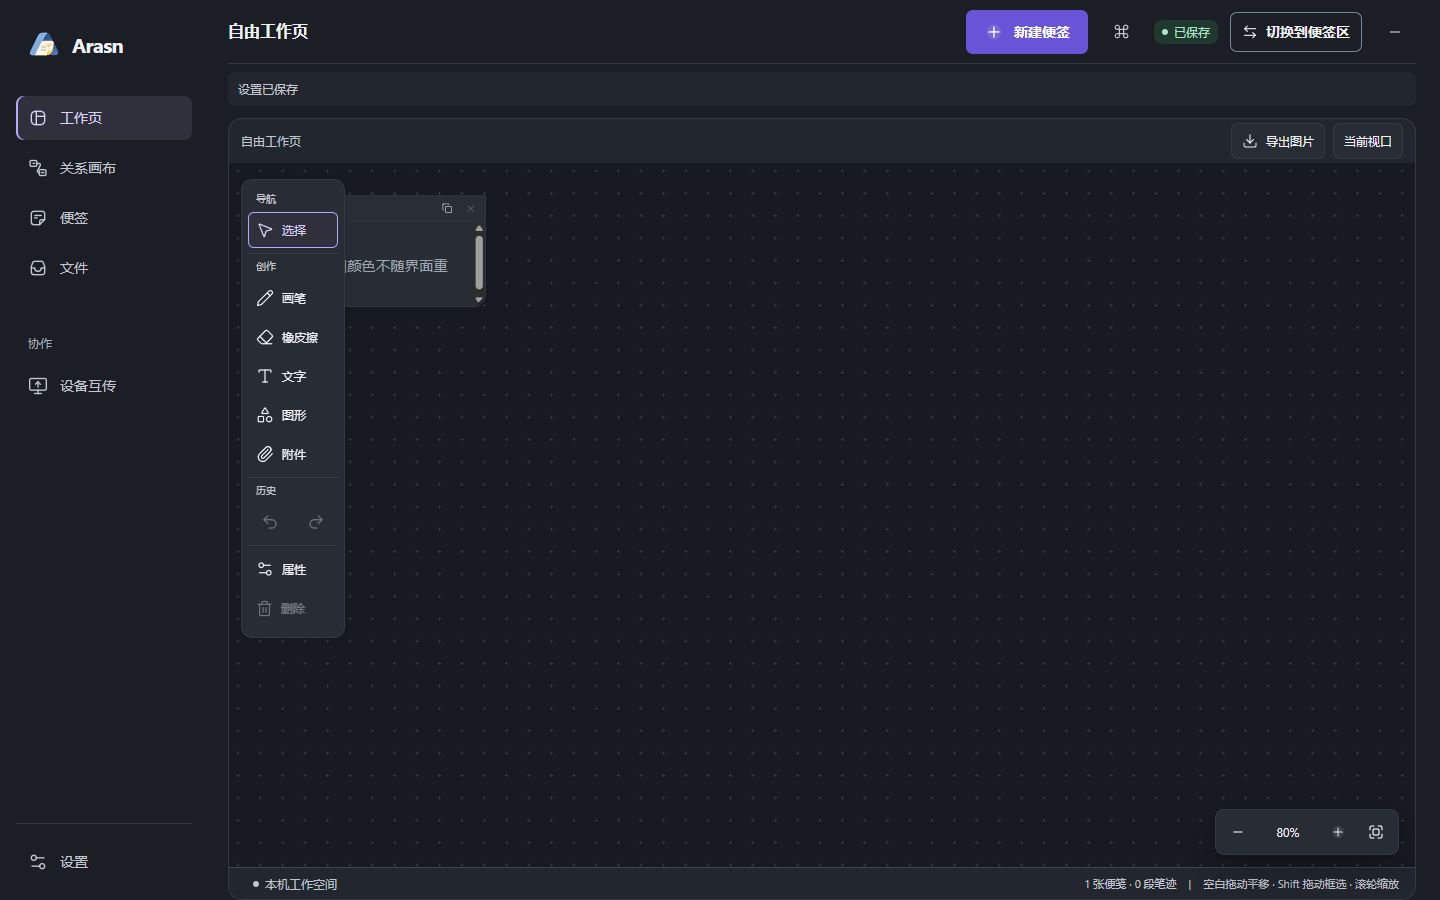 Arasn
工作页
关系画布
便签
文件
协作
设备互传
设置
自由工作页
新建便签
已保存
切换到便签区
设置已保存
自由工作页
导出图片
当前视口
导航
选择
创作
画笔
橡皮擦
文字
图形
附件
历史
属性
删除
颜色不随界面重
80%
本机工作空间
1 张便笺 · 0 段笔迹 | 空白拖动平移 · Shift 拖动框选 · 滚轮缩放